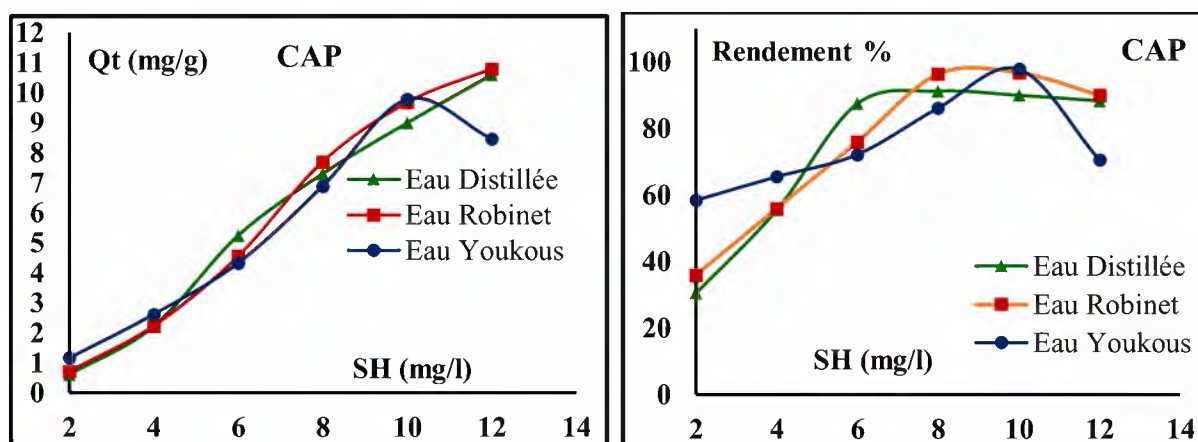 12
11
10
9
8
7
6
5
4
3
2
1
0
Qt (mg/g)
CAP
Eau Distillée
Eau Robinet
Eau Youkous
SH (mg/l)
2 4 6 8 10 12 14
100
80
60
40
20
0
Rendement %
CAP
Eau Distillée
Eau Robinet
Eau Youkous
SH (mg/l)
2 4 6 8 10 12 14